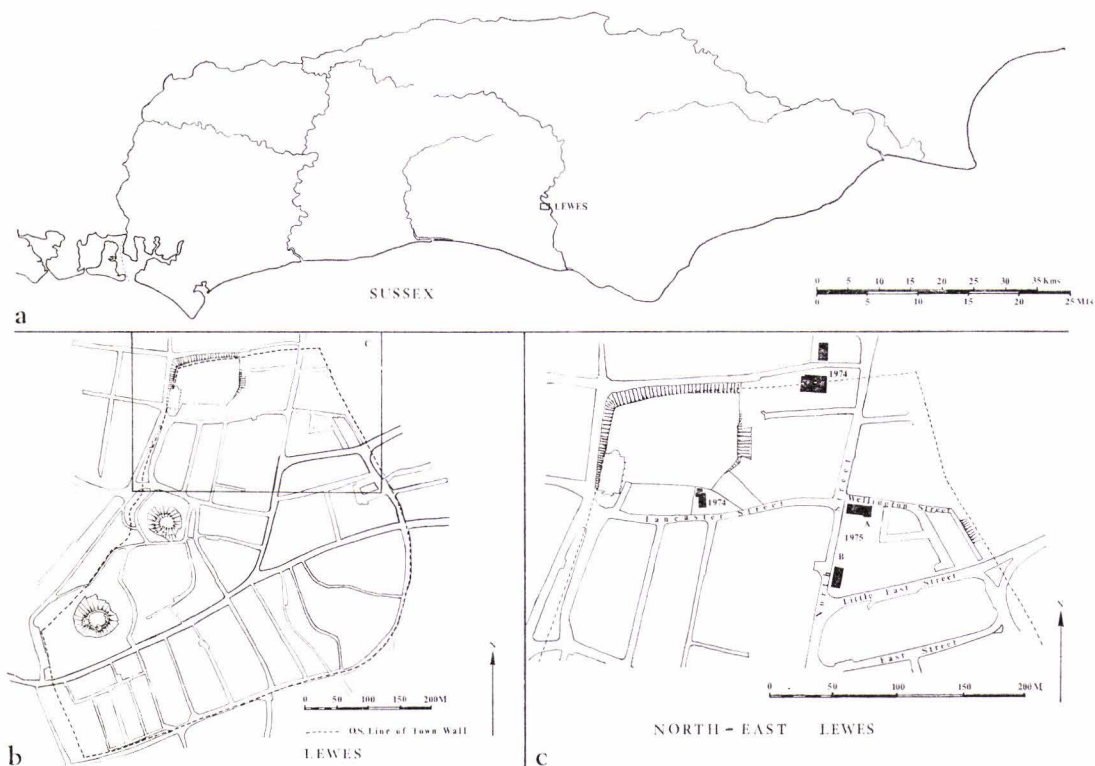 LEWES
SUSSEX
0 5 10 15 20 25 30 35 Kms
0 5 10 15 20 25 Mls
a
C
N
0 50 100 150 200M
O.S. Line of Town Wall
LEWES
b
1974
1974
Lancaster Street
North Street
Wellington Street
A
1975
B
Little East Street
East Street
N
0 50 100 150 200M
NORTH-EAST LEWES
c